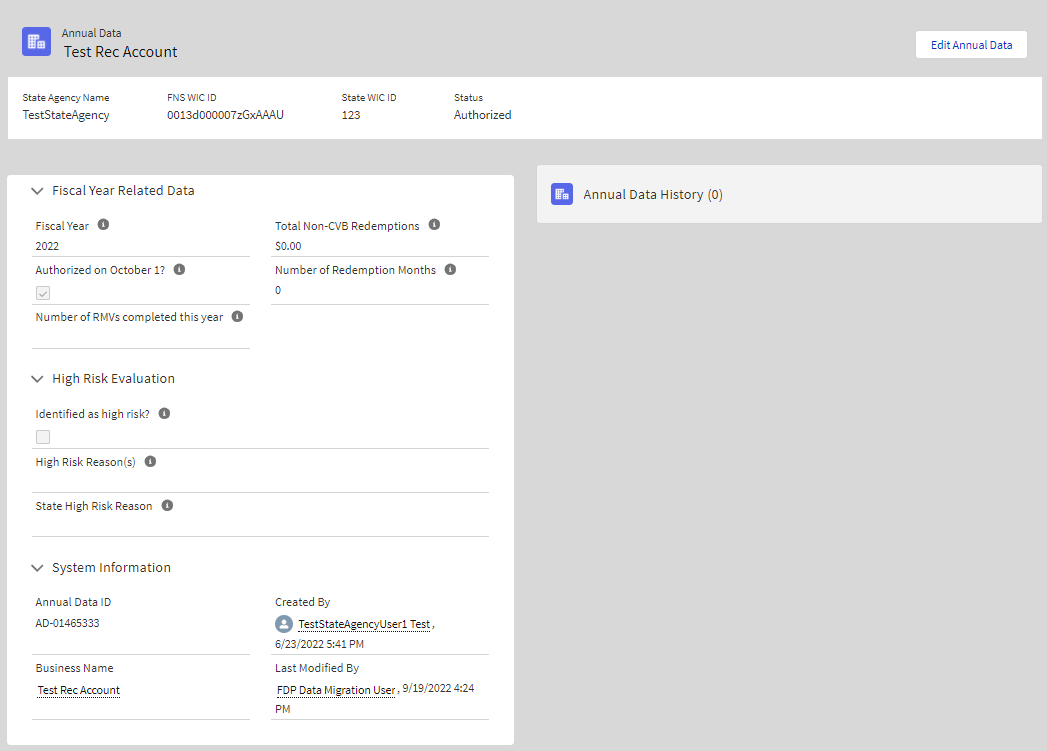 Annual Data
Test Rec Account
Edit Annual Data
State Agency Name
FNS WIC ID
State WIC ID
Status
TestStateAgency
0013d000007zGxAAAU
123
Authorized
Fiscal Year Related Data
Fiscal Year
Total Non-CVB Redemptions
2022
$0.00
Authorized on October 1?
Number of Redemption Months
0
Number of RMVs completed this year
High Risk Evaluation
Identified as high risk?
High Risk Reason(s)
State High Risk Reason
System Information
Annual Data ID
Created By
AD-01465333
TestStateAgencyUser1 Test,
6/23/2022 5:41 PM
Business Name
Last Modified By
Test Rec Account
FDP Data Migration User, 9/19/2022 4:24
PM
Annual Data History (0)